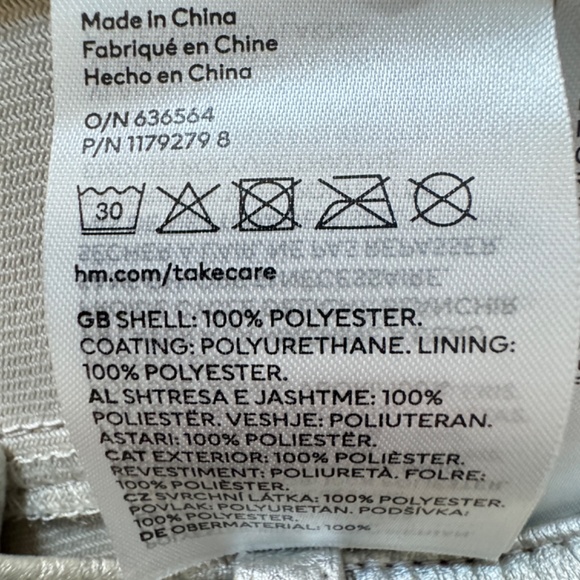 Made in China
Fabriqué en Chine
Hecho en China
O/N 636564
P/N 1179279 8
30
hm.com/takecare
GB SHELL: 100% POLYESTER.
COATING: POLYURETHANE. LINING:
100% POLYESTER.
AL SHTRESA E JASHTME: 100%
POLIESTËR. VESHJE: POLIUTERAN.
ASTARI: 100% POLIESTËR.
CAT EXTERIOR: 100% POLIÈSTER.
REVESTIMENT: POLIURETÀ. FOLRE:
100% POLIÈSTER.
CZ SVRCHNÍ LÁTKA: 100% POLYESTER.
POVLAK: POLYURETAN. PODŠÍVKA:
100% POLYESTER.
DE OBERMATERIAL: 100%